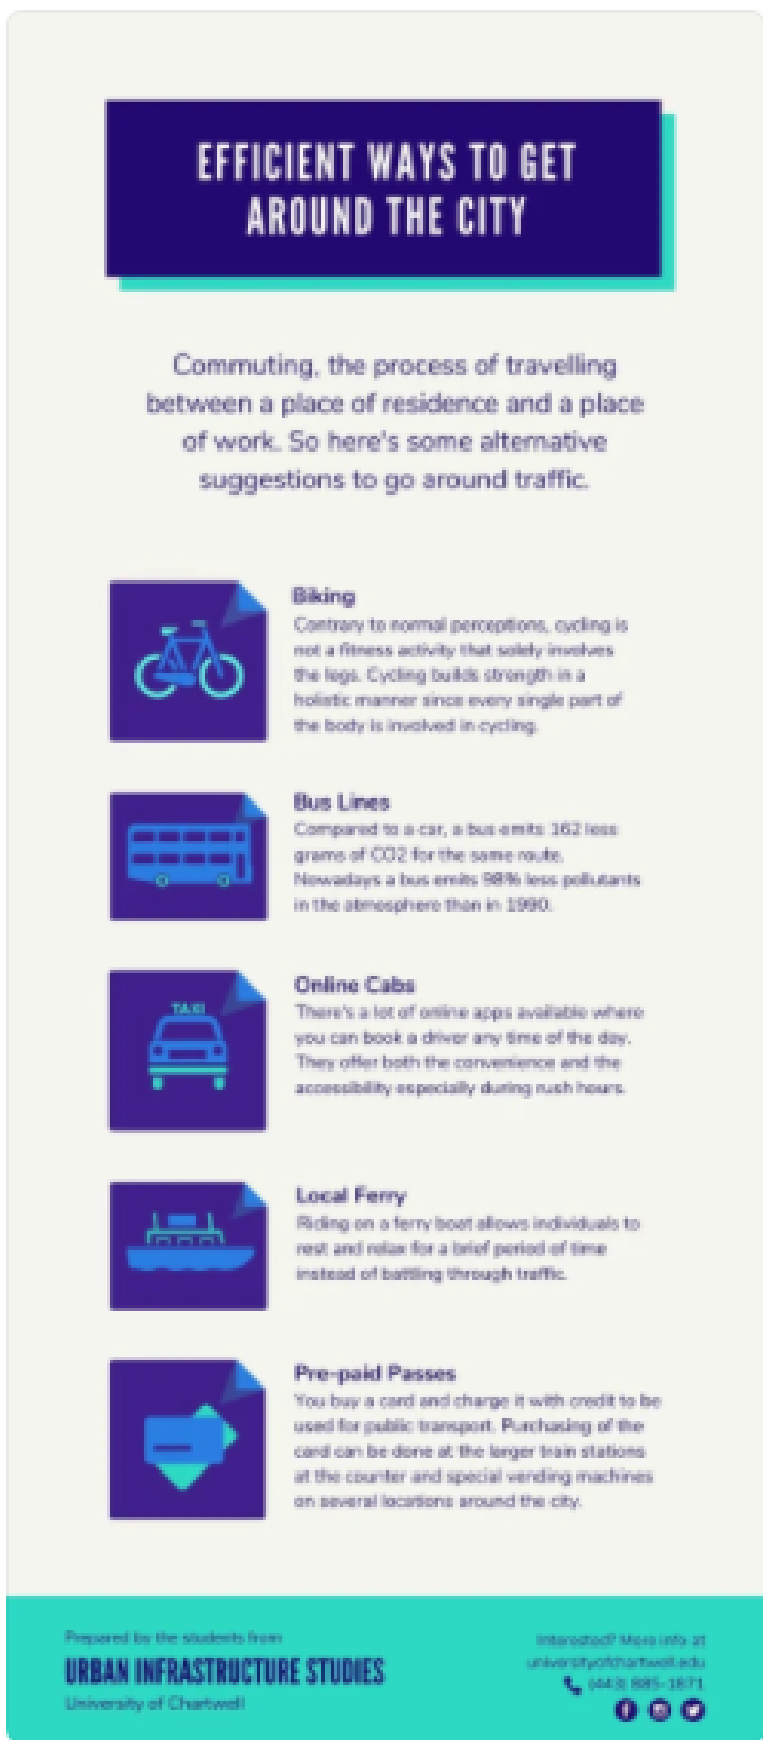 EFFICIENT WAYS TO GET
AROUND THE CITY
Commuting, the process of travelling
between a place of residence and a place
of work. So here's some alternative
suggestions to go around traffic.
Biking
Contrary to normal perceptions, cycling is
not a fitness activity that solely involves
the legs. Cycling builds strength in a
holistic manner since every single part of
the body is involved in cycling.
Bus Lines
Compared to a car, a bus emits 162 less
grams of CO2 for the same route.
Nowadays a bus emits 98% less pollutants
in the atmosphere than in 1990.
TAXI
Online Cabs
There's a lot of online apps available where
you can book a driver any time of the day.
They offer both the convenience and the
accessibility especially during rush hours.
Local Ferry
Riding on a ferry boat allows individuals to
rest and relax for a brief period of time
instead of battling through traffic.
Pre-paid Passes
You buy a card and charge it with credit to be
used for public transport. Purchasing of the
card can be done at the larger train stations
at the counter and special vending machines
on several locations around the city.
Prepared by the students from
URBAN INFRASTRUCTURE STUDIES
University of Chartwell
Interested? More info at
universityofchartwell.edu
(443) 885-1871